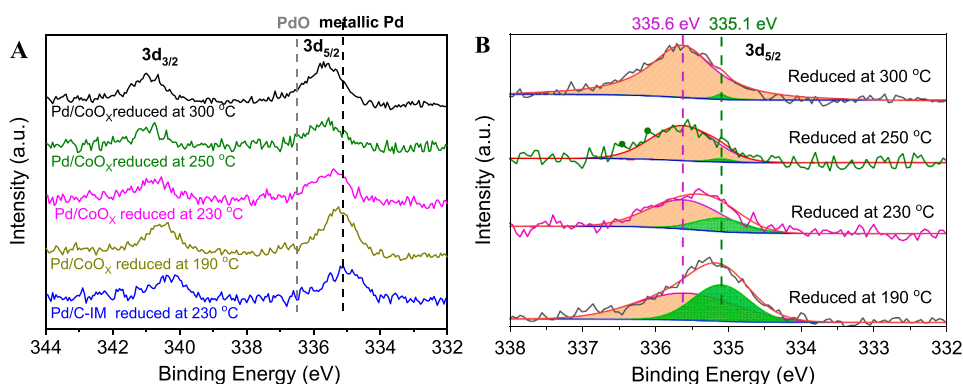 A
PdO metallic Pd
3d3/2
3d5/2
Pd/CoOX reduced at 300 °C
Pd/CoOX reduced at 250 °C
Pd/CoOX reduced at 230 °C
Pd/CoOX reduced at 190 °C
Pd/C-IM reduced at 230 °C
Intensity (a.u.)
344 340 336 334 332
Binding Energy (eV)
B
335.6 eV 335.1 eV
3d5/2
Reduced at 300 °C
Reduced at 250 °C
Reduced at 230 °C
Reduced at 190 °C
Intensity (a.u.)
338 337 336 335 334 333 332
Binding Energy (eV)